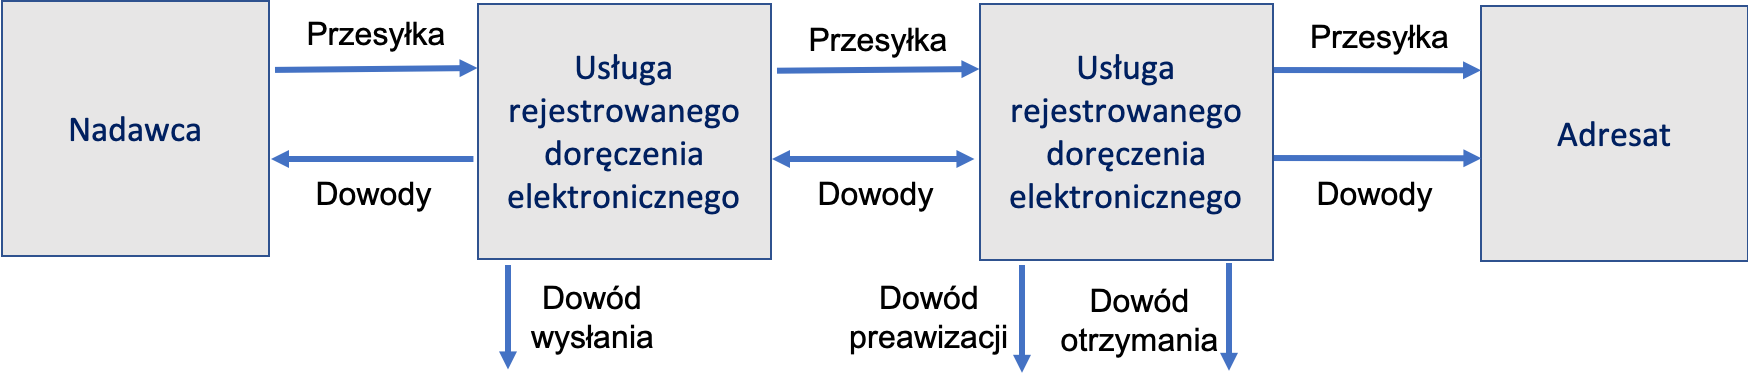 Nadawca
Przesyłka
Dowody
Usługa
rejestrowanego
doręczenia
elektronicznego
Przesyłka
Dowody
Usługa
rejestrowanego
doręczenia
elektronicznego
Przesyłka
Dowody
Adresat
Dowód
wysłania
Dowód
preawizacji
Dowód
otrzymania